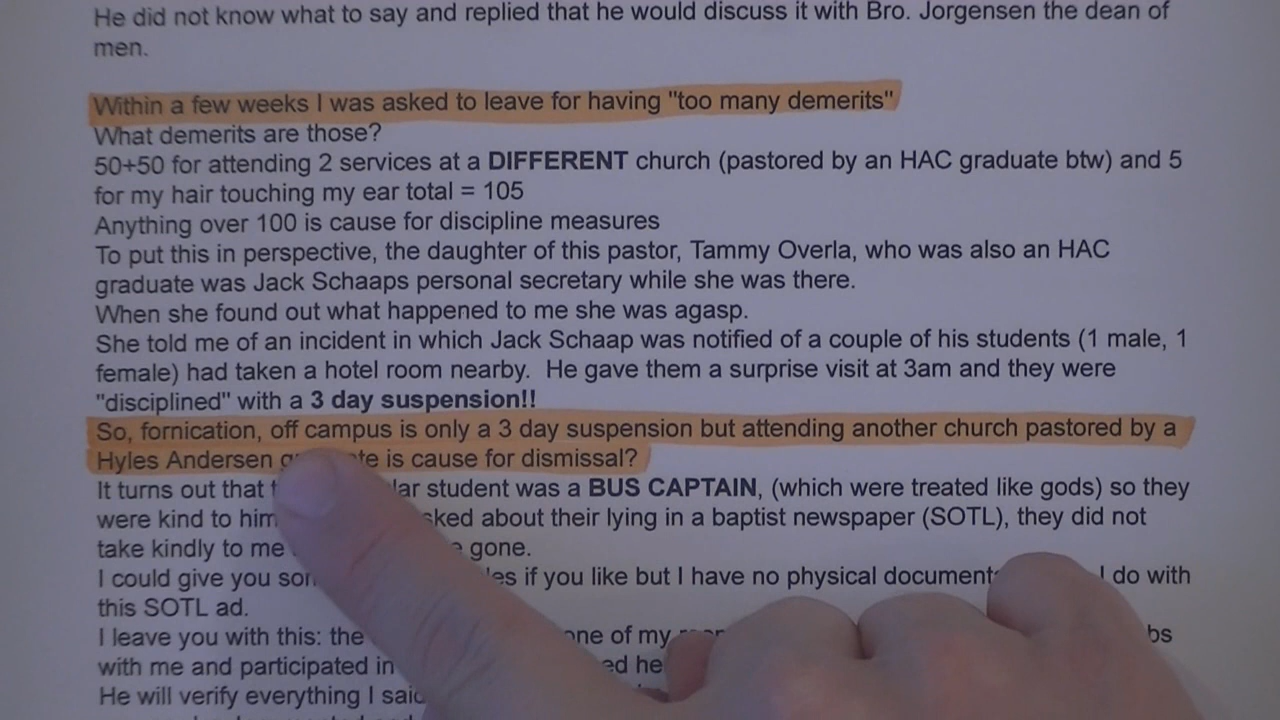 He did not know what to say and replied that he would discuss it with Bro. Jorgensen the dean of
men.
Within a few weeks I was asked to leave for having "too many demerits"
What demerits are those?
50+50 for attending 2 services at a DIFFERENT church (pastored by an HAC graduate btw) and 5
for my hair touching my ear total = 105
Anything over 100 is cause for discipline measures
To put this in perspective, the daughter of this pastor, Tammy Overla, who was also an HAC
graduate was Jack Schaaps personal secretary while she was there.
When she found out what happened to me she was agasp.
She told me of an incident in which Jack Schaap was notified of a couple of his students (1 male, 1
female) had taken a hotel room nearby. He gave them a surprise visit at 3am and they were
"disciplined" with a 3 day suspension!!
So, fornication, off campus is only a 3 day suspension but attending another church pastored by a
Hyles Andersen is cause for dismissal?
It turns out that student was a BUS CAPTAIN, (which were treated like gods) so they
were kind to him about their lying in a baptist newspaper (SOTL), they did not
take kindly to me gone.
I could give you if you like but I have no physical I do with
this SOTL ad.
I leave you with this: the one of my
with me and participated in
He will verify everything I said